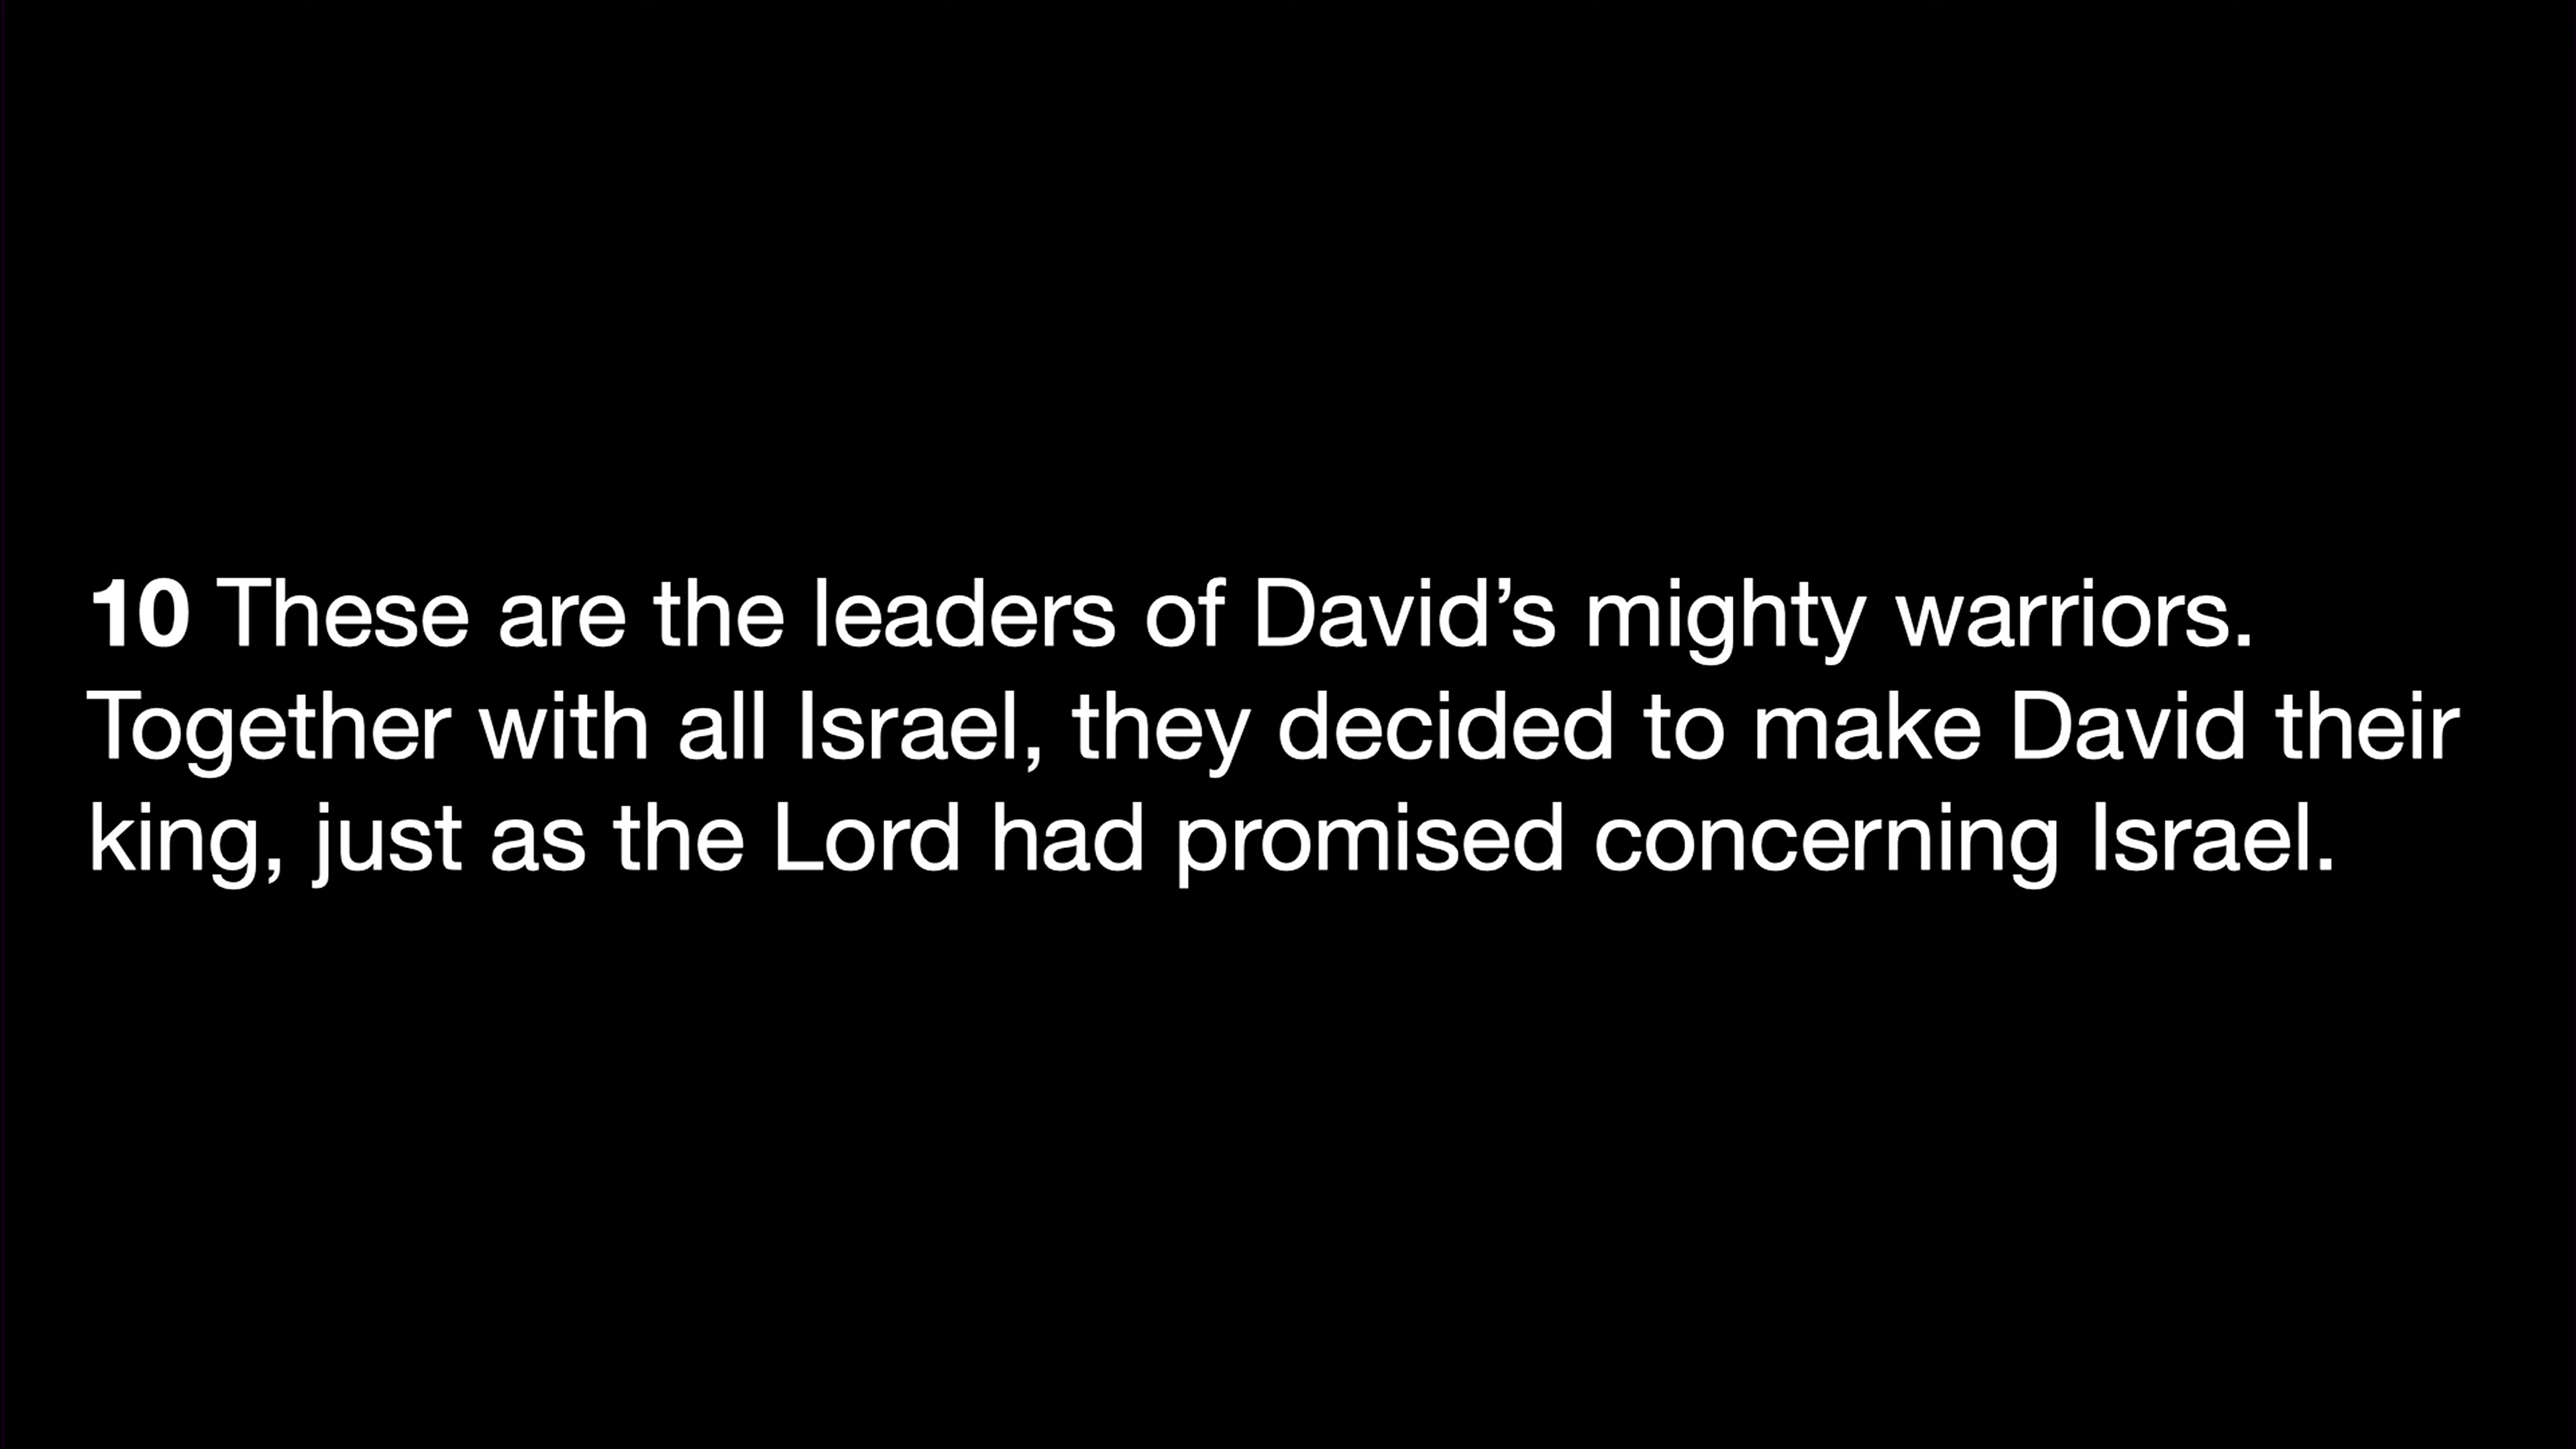 10 These are the leaders of David’s mighty warriors.
Together with all Israel, they decided to make David their
king, just as the Lord had promised concerning Israel.